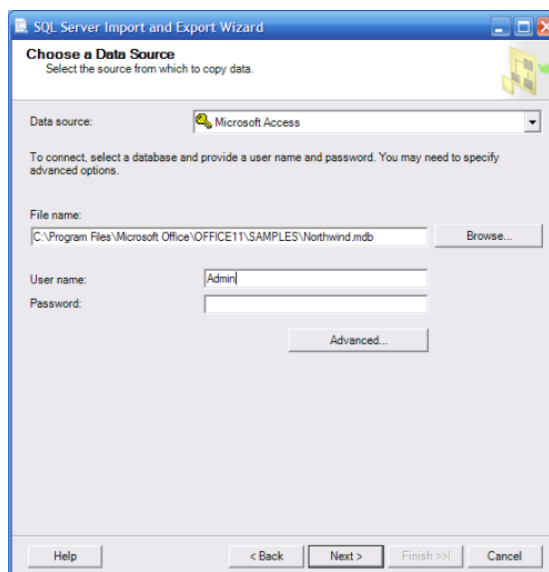 SQL Server Import and Export Wizard
Choose a Data Source
Select the source from which to copy data.
Data source:
Microsoft Access
To connect, select a database and provide a user name and password. You may need to specify
advanced options.
File name:
C:\Program Files\Microsoft Office\OFFICE11\SAMPLES\Northwind.mdb
Browse...
User name:
Admin
Password:
Advanced...
Help
< Back
Next >
Finish >>|
Cancel